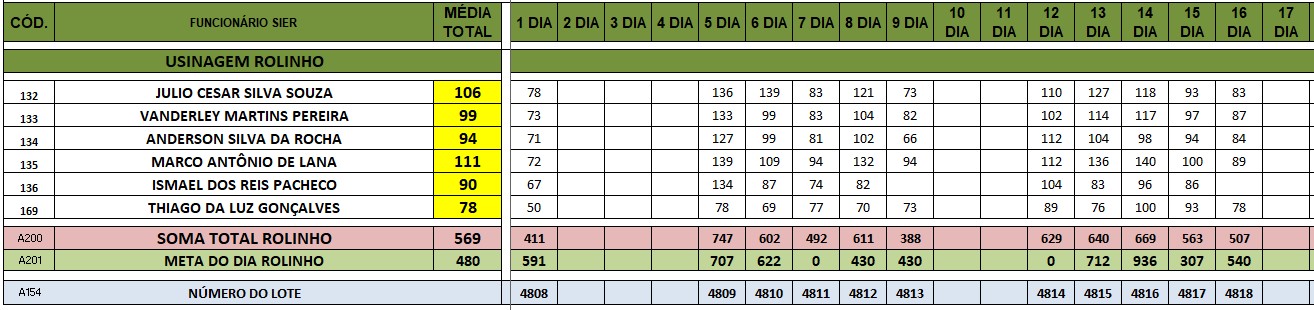 CÓD. FUNCIONÁRIO SIER MÉDIA TOTAL 1 DIA 2 DIA 3 DIA 4 DIA 5 DIA 6 DIA 7 DIA 8 DIA 9 DIA 10 DIA 11 DIA 12 DIA 13 DIA 14 DIA 15 DIA 16 DIA 17 DIA
USINAGEM ROLINHO
132 JULIO CESAR SILVA SOUZA 106 78 136 139 83 121 73 110 127 118 93 83
133 VANDERLEY MARTINS PEREIRA 99 73 133 99 83 104 82 102 114 117 97 87
134 ANDERSON SILVA DA ROCHA 94 71 127 99 81 102 66 112 104 98 94 84
135 MARCO ANTÔNIO DE LANA 111 72 139 109 94 132 94 112 136 140 100 89
136 ISMAEL DOS REIS PACHECO 90 67 134 87 74 82 104 83 96 86
169 THIAGO DA LUZ GONÇALVES 78 50 78 69 77 70 73 89 76 100 93 78
A200 SOMA TOTAL ROLINHO 569 411 747 602 492 611 388 629 640 669 563 507
A201 META DO DIA ROLINHO 480 591 707 622 0 430 430 0 712 936 307 540
A154 NÚMERO DO LOTE 4808 4809 4810 4811 4812 4813 4814 4815 4816 4817 4818